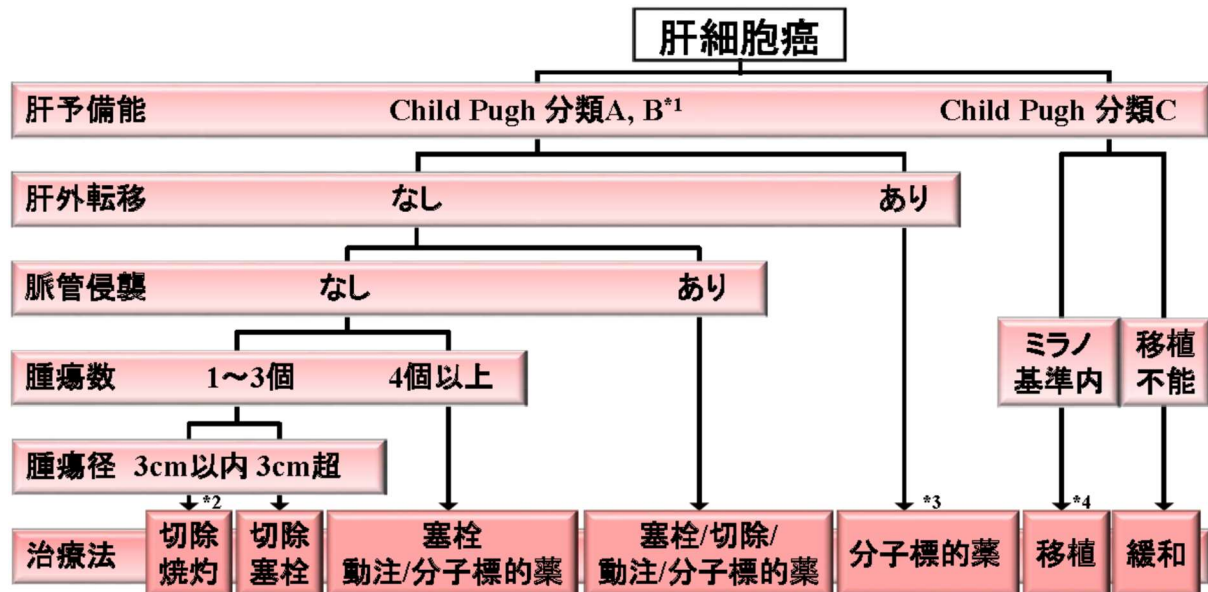 肝細胞癌
肝予備能 Child Pugh 分類A, B*1 Child Pugh 分類C
肝外転移 なし あり
脈管侵襲 なし あり
ミラノ
基準内
移植
不能
腫瘍数 1〜3個 4個以上
腫瘍径 3cm以内 3cm超
*2 *3 *4
治療法
切除
焼灼
切除
塞栓
塞栓
動注/分子標的薬
塞栓/切除/
動注/分子標的薬
分子標的薬
移植
緩和